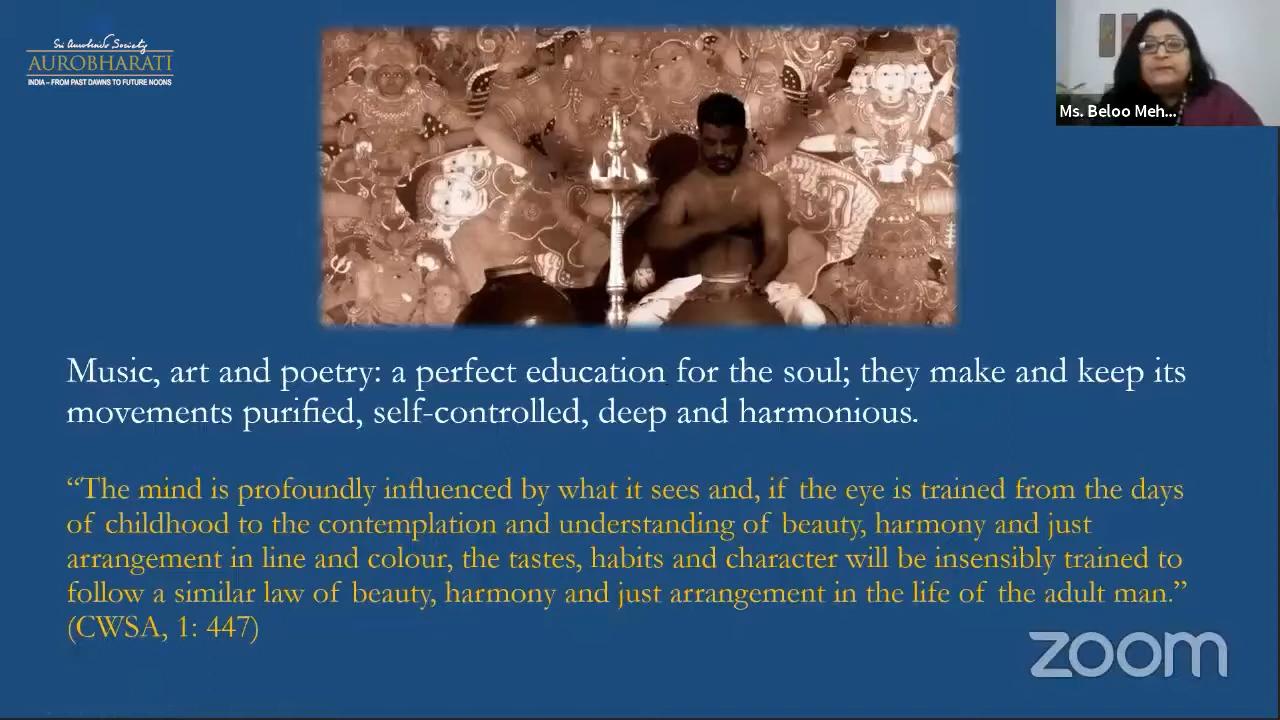 Sri Aurobindo Society
AUROBHARATI
INDIA – FROM PAST DAWNS TO FUTURE NOONS
Ms. Beloo Meh...
Music, art and poetry: a perfect education for the soul; they make and keep its
movements purified, self-controlled, deep and harmonious.
“The mind is profoundly influenced by what it sees and, if the eye is trained from the days
of childhood to the contemplation and understanding of beauty, harmony and just
arrangement in line and colour, the tastes, habits and character will be insensibly trained to
follow a similar law of beauty, harmony and just arrangement in the life of the adult man.”
(CWSA, 1: 447)
zoom